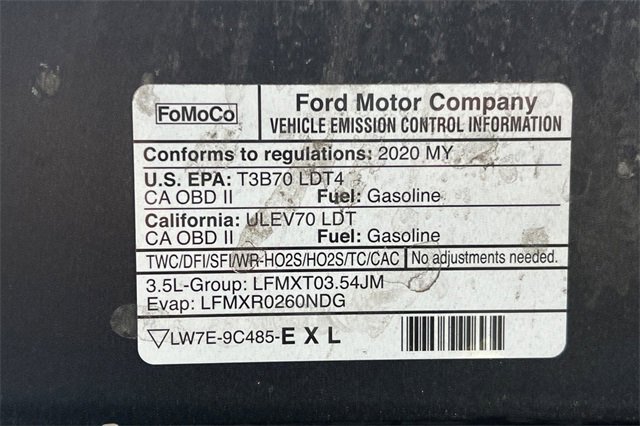 FoMoCo
Ford Motor Company
VEHICLE EMISSION CONTROL INFORMATION
Conforms to regulations: 2020 MY
U.S. EPA: T3B70 LDT4
CA OBD II Fuel: Gasoline
California: ULEV70 LDT
CA OBD II Fuel: Gasoline
TWC/DFI/SFI/WR-HO2S/HO2S/TC/CAC No adjustments needed.
3.5L-Group: LFMXT03.54JM
Evap: LFMXR0260NDG
LW7E-9C485-E X L